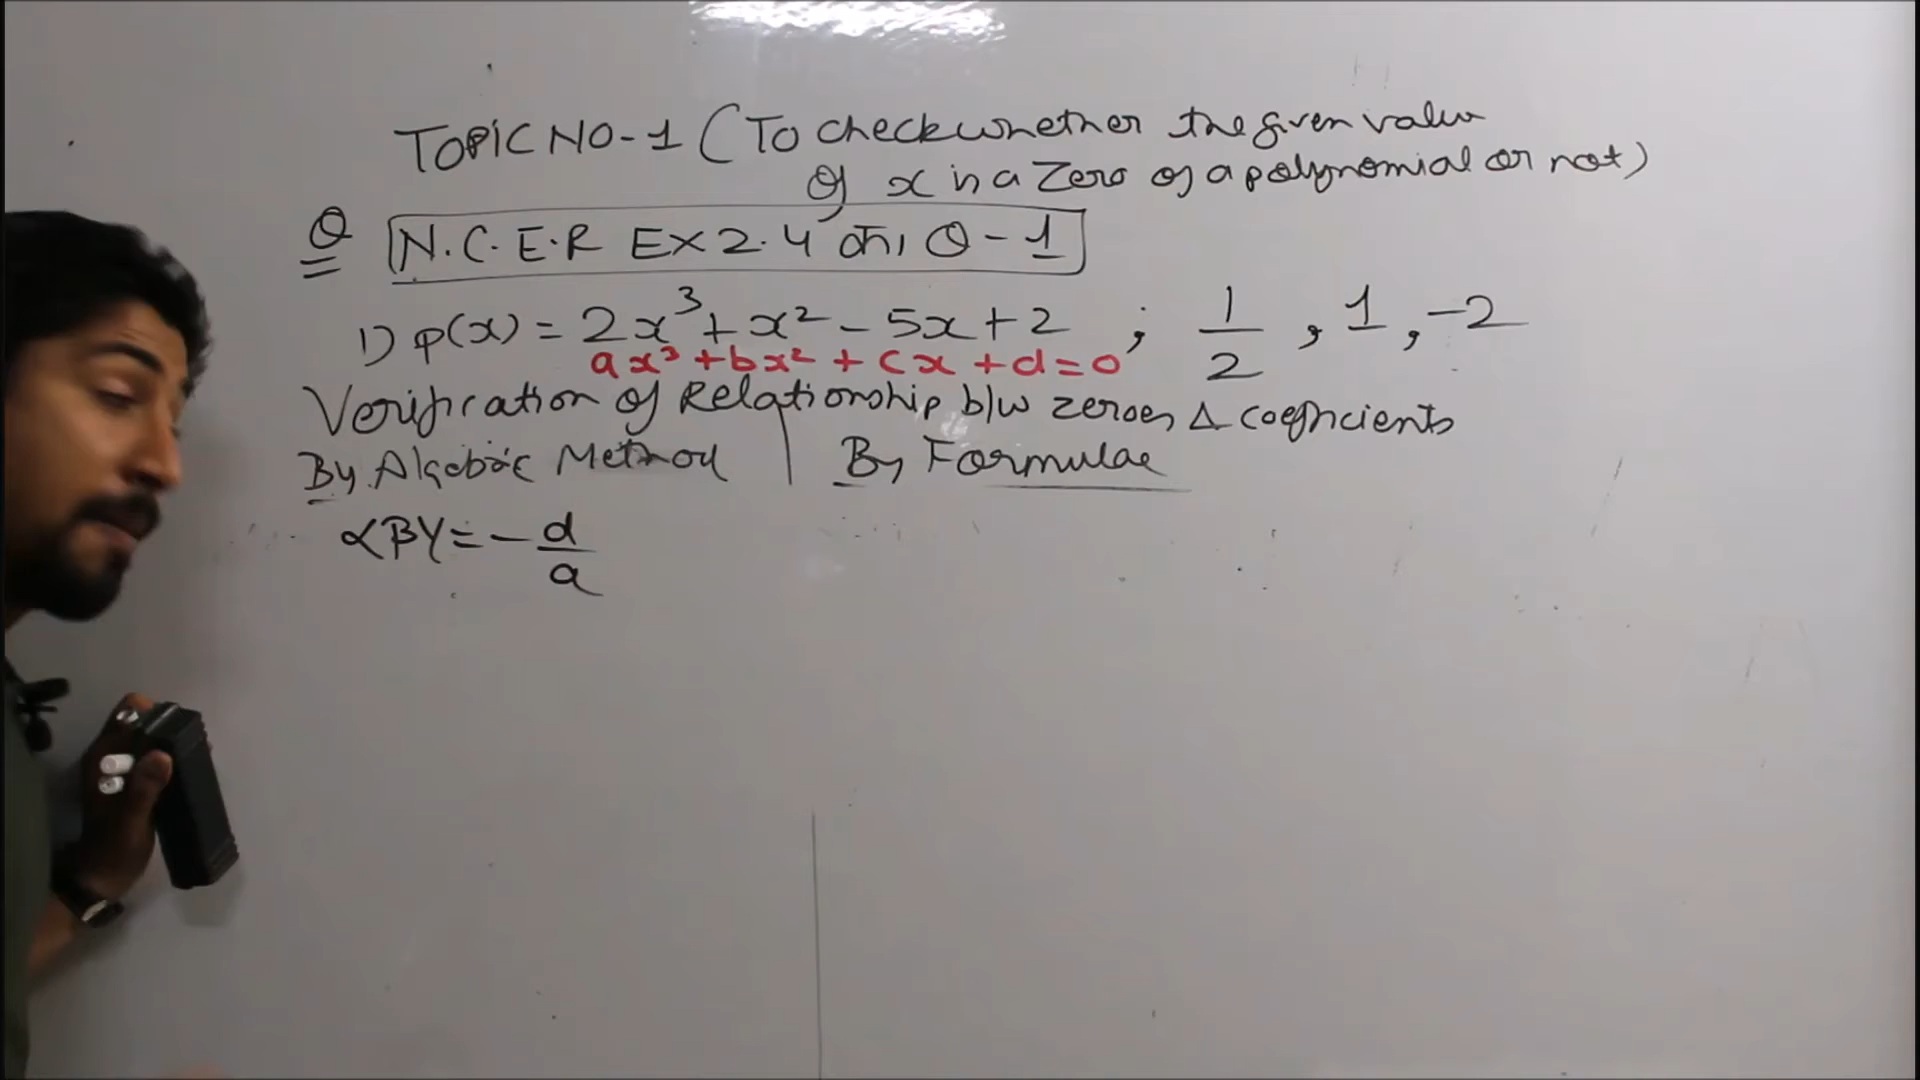 TOPIC NO-1 (To check whether the given value
of x is a Zero of a polynomial or not)
Q N.C.E.R EX 2.4 Q-1
1) p(x) = 2x³ + x² - 5x + 2 ; 1/2 , 1 , -2
ax³ + bx² + cx + d = 0
Verification of Relationship b/w zeroes & coefficients
By Algebric Method | By Formulae
αβγ = - d/a